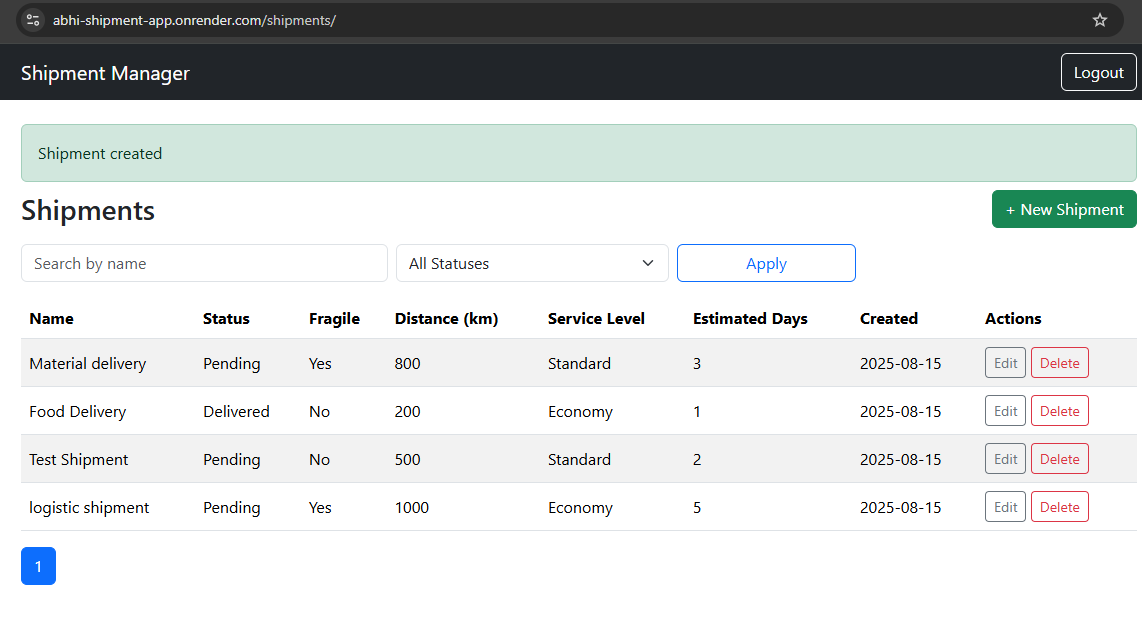 abhi-shipment-app.onrender.com/shipments/
Shipment Manager Logout
Shipment created
Shipments + New Shipment
Search by name All Statuses Apply
Name Status Fragile Distance (km) Service Level Estimated Days Created Actions
Material delivery Pending Yes 800 Standard 3 2025-08-15 Edit Delete
Food Delivery Delivered No 200 Economy 1 2025-08-15 Edit Delete
Test Shipment Pending No 500 Standard 2 2025-08-15 Edit Delete
logistic shipment Pending Yes 1000 Economy 5 2025-08-15 Edit Delete
1